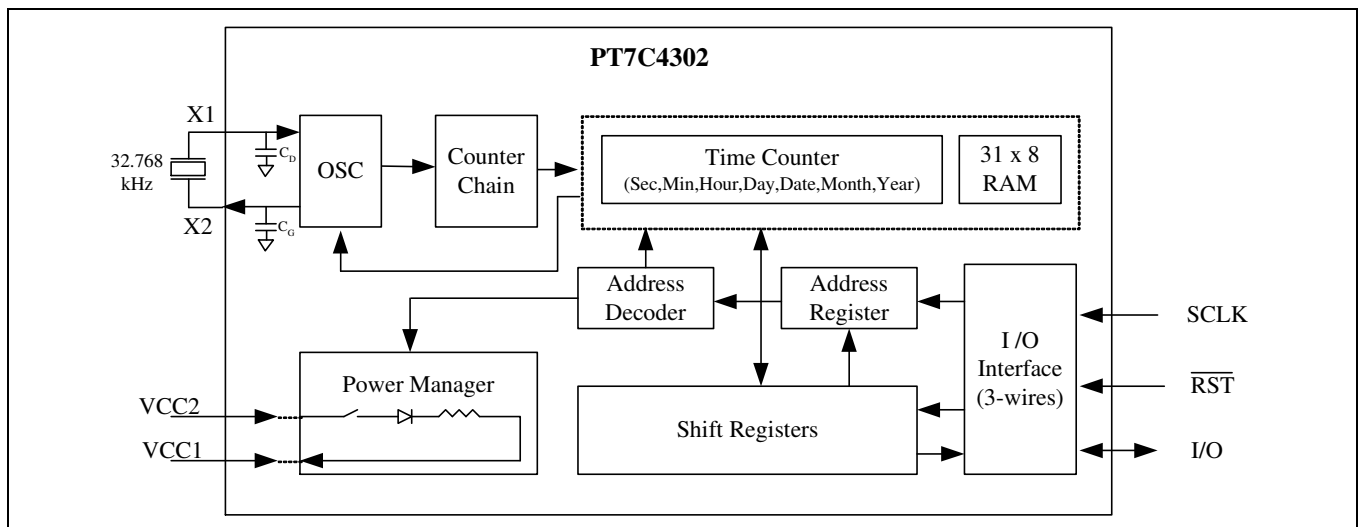 PT7C4302
X1
32.768
kHz
X2
C_D
C_G
OSC
Counter
Chain
Time Counter
(Sec,Min,Hour,Day,Date,Month,Year)
31 x 8
RAM
Address
Decoder
Address
Register
I /O
Interface
(3-wires)
SCLK
RST
I/O
Power Manager
VCC2
VCC1
Shift Registers